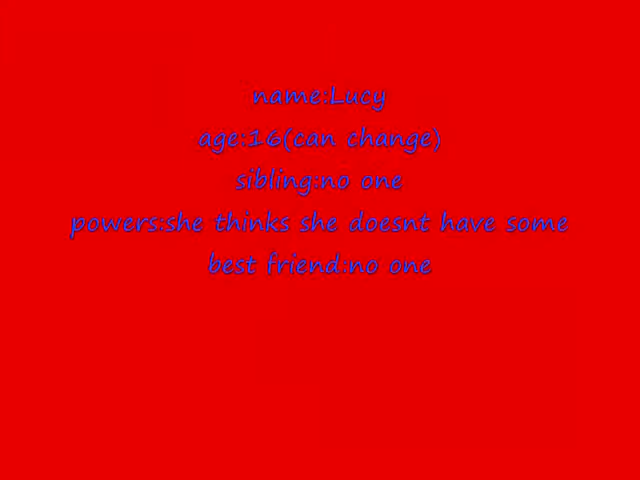 name:Lucy
age:16(can change)
sibling:no one
powers:she thinks she doesnt have some
best friend:no one